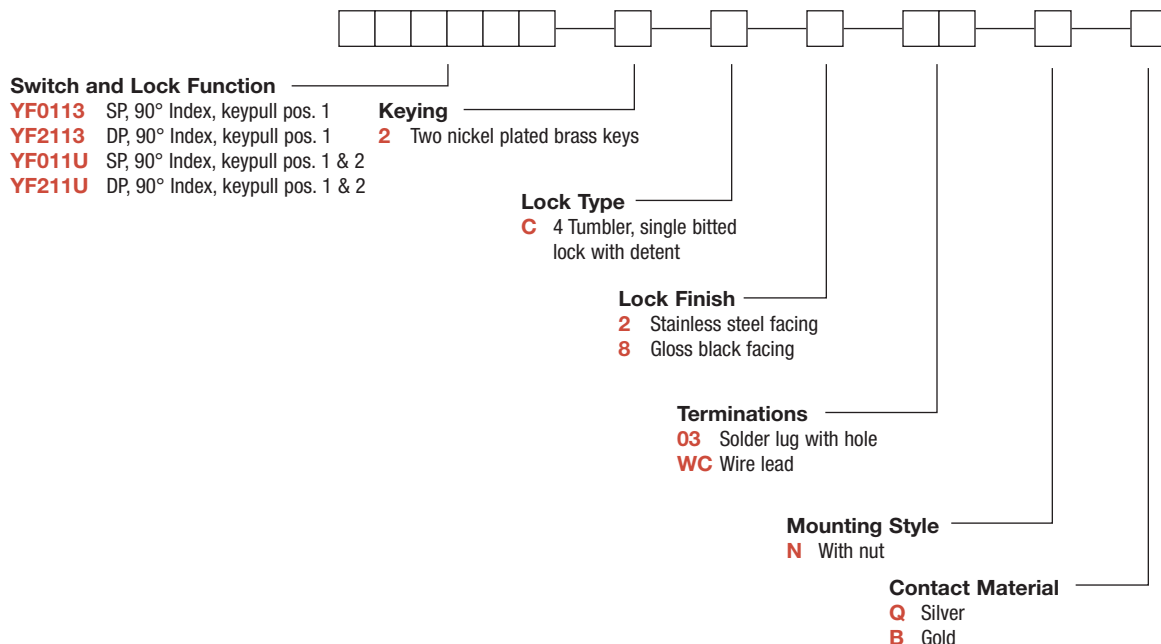 Switch and Lock Function
YF0113 SP, 90° Index, keypull pos. 1
YF2113 DP, 90° Index, keypull pos. 1
YF011U SP, 90° Index, keypull pos. 1 & 2
YF211U DP, 90° Index, keypull pos. 1 & 2
Keying
2 Two nickel plated brass keys
Lock Type
C 4 Tumbler, single bitted
lock with detent
Lock Finish
2 Stainless steel facing
8 Gloss black facing
Terminations
03 Solder lug with hole
WC Wire lead
Mounting Style
N With nut
Contact Material
Q Silver
B Gold